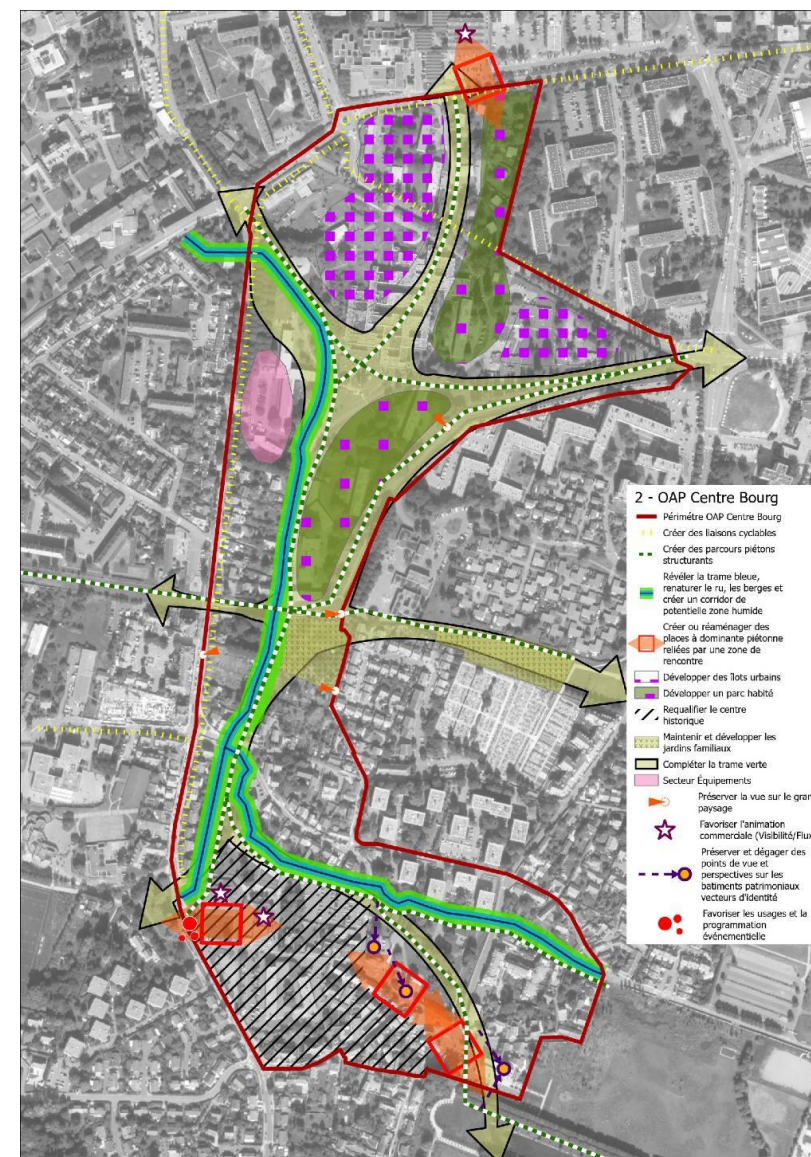 2 - OAP Centre Bourg
Périmétre OAP Centre Bourg
Créer des liaisons cyclables
Créer des parcours piétons
structurants
Révéler la trame bleue,
renaturer le ru, les berges et
créer un corridor de
potentielle zone humide
Créer ou réaménager des
places à dominante piétonne
reliées par une zone de
rencontre
Développer des îlots urbains
Développer un parc habité
Requalifier le centre
historique
Maintenir et développer les
jardins familiaux
Compléter la trame verte
Secteur Équipements
Préserver la vue sur le gran
paysage
Favoriser l'animation
commerciale (Visibilité/Flux
Préserver et dégager des
points de vue et
perspectives sur les
batiments patrimoniaux
vecteurs d'identité
Favoriser les usages et la
programation
événementielle